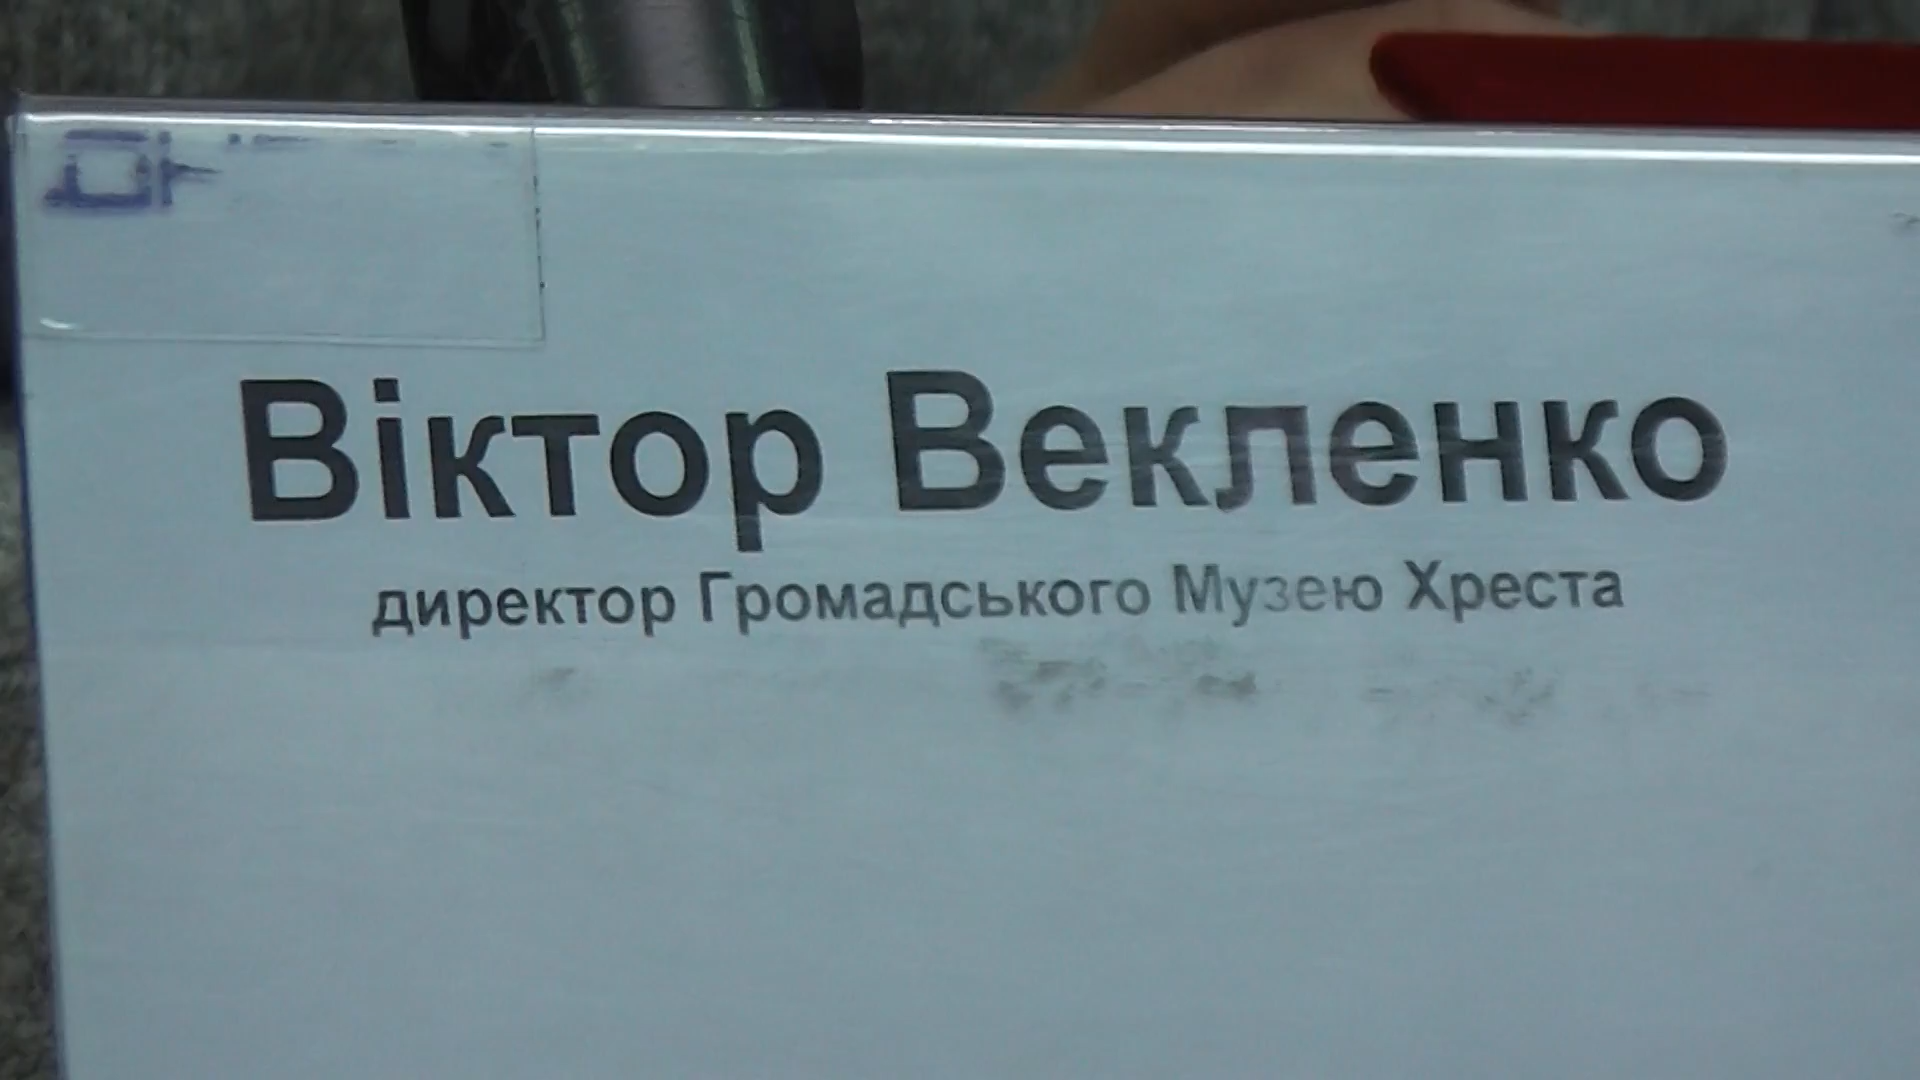 Віктор Векленко
директор Громадського Музею Хреста